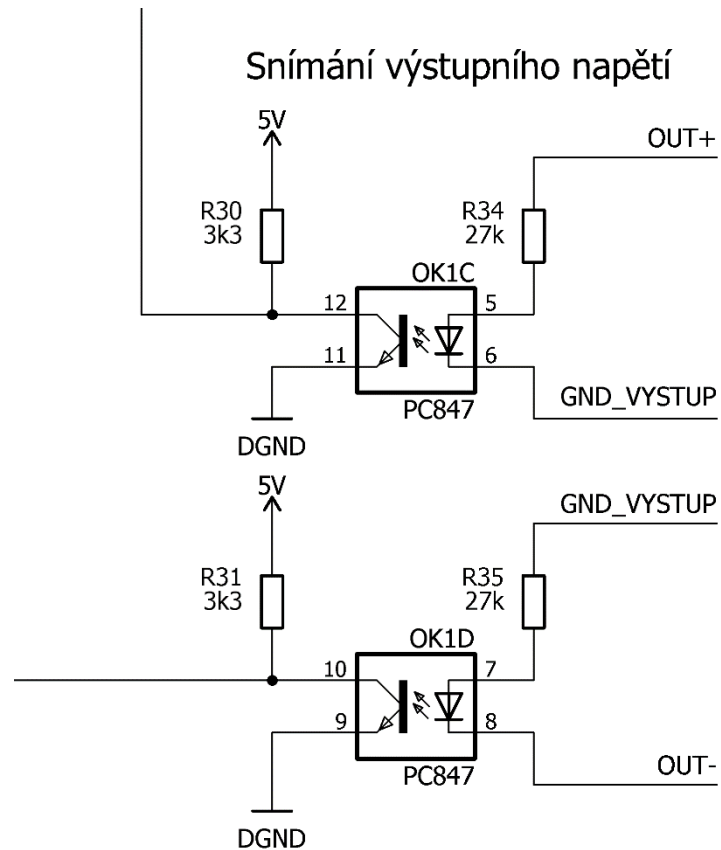 Snímání výstupního napětí
5V
OUT+
R30
3k3
R34
27k
OK1C
12
5
11
6
GND_VYSTUP
PC847
DGND
5V
GND_VYSTUP
R31
3k3
R35
27k
OK1D
10
7
9
8
PC847
OUT-
DGND